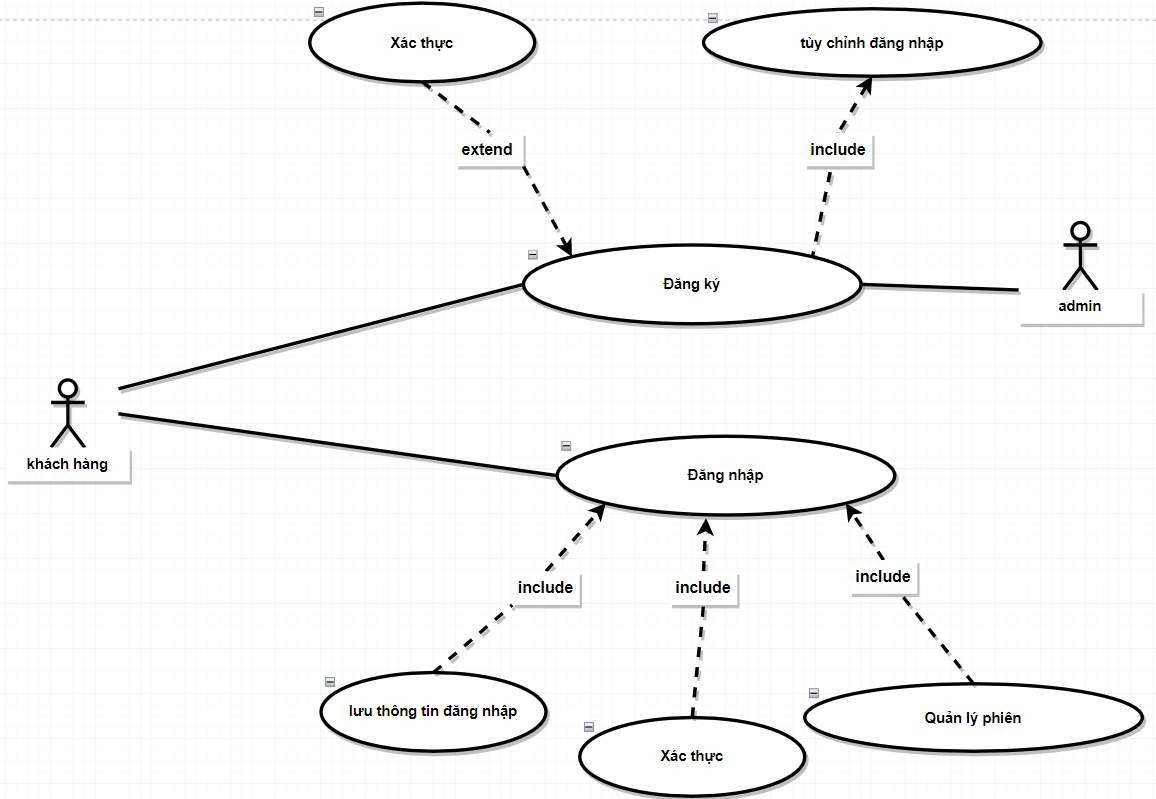 Xác thực
tùy chỉnh đăng nhập
extend
include
Đăng ký
admin
khách hàng
Đăng nhập
include
include
include
lưu thông tin đăng nhập
Xác thực
Quản lý phiên